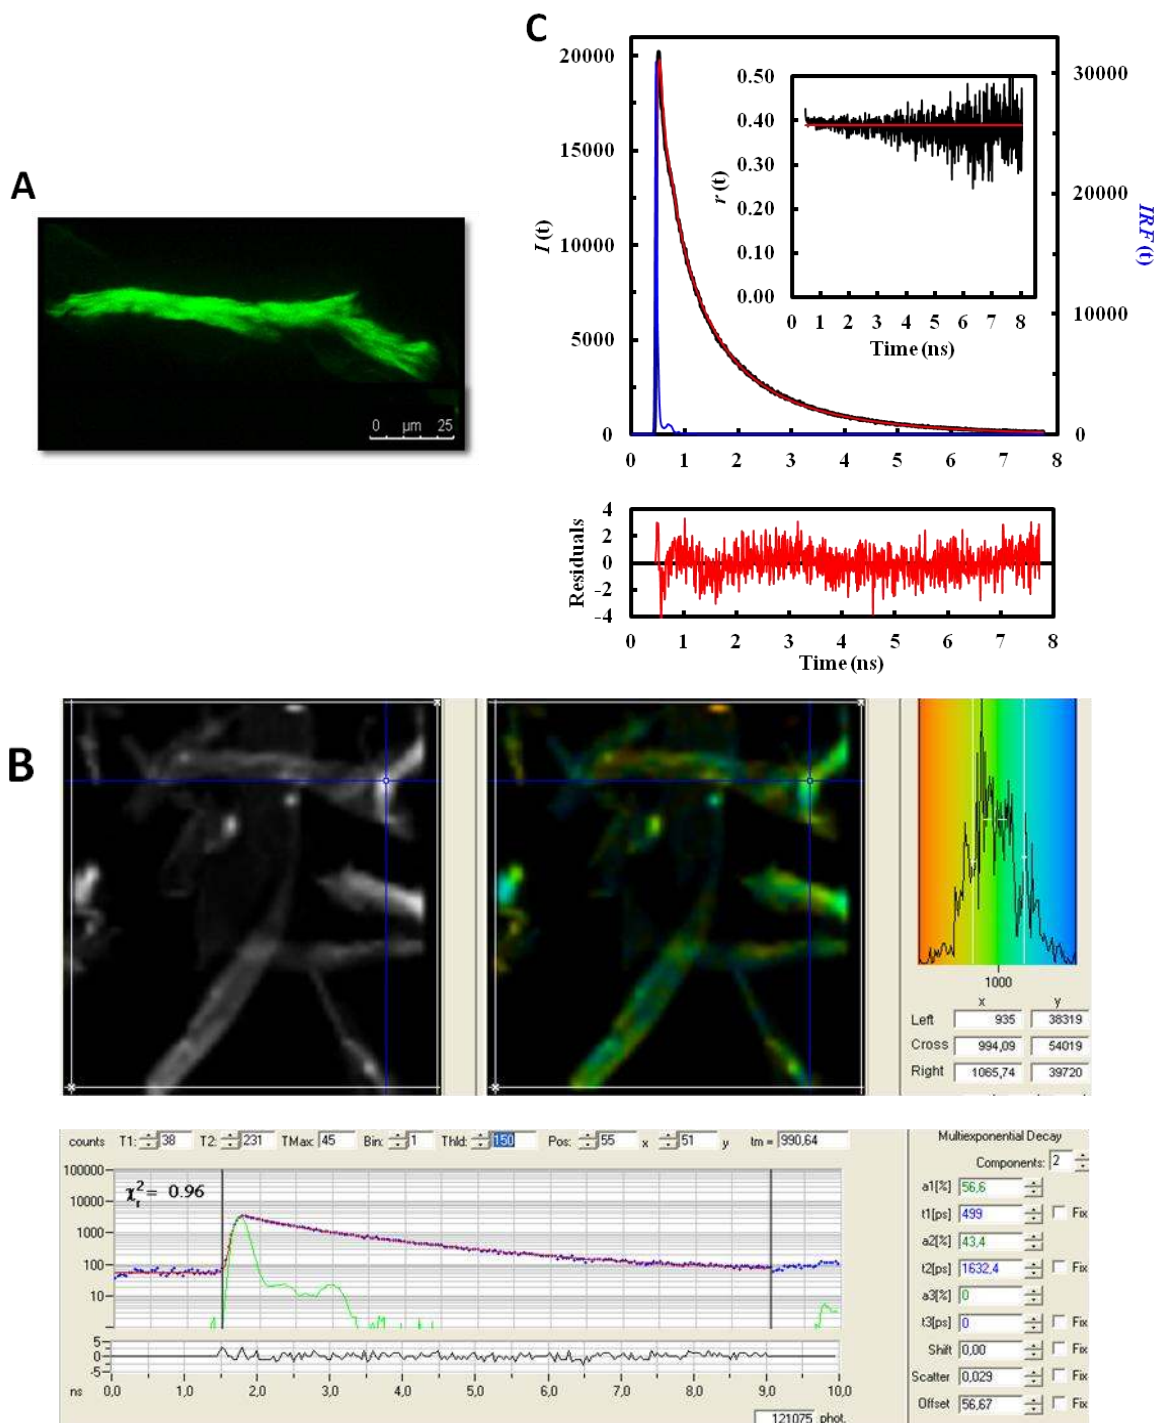 C
20000
15000
10000
5000
0
I (t)
30000
20000
10000
0
IRF(t)
0.50
0.40
0.30
0.20
0.10
0.00
r (t)
0 1 2 3 4 5 6 7 8
Time (ns)
0 1 2 3 4 5 6 7 8
A
0 µm 25
4
2
0
-2
-4
Residuals
0 1 2 3 4 5 6 7 8
Time (ns)
B
1000
x y
Left 935 38319
Cross 994,09 54019
Right 1065,74 39720
counts T1: 38 T2: 231 TMax: 45 Bin: 1 Thld: 150 Pos: 55 x 51 y tm = 990,64
100000
10000
1000
100
10
χr2 = 0.96
5
0
-5
ns 0,0 1,0 2,0 3,0 4,0 5,0 6,0 7,0 8,0 9,0 10,0
121075 phot.
Multiexponential Decay
Components: 2
a1[%] 56,6
t1[ps] 499 Fix
a2[%] 43,4
t2[ps] 1632,4 Fix
a3[%] 0
t3[ps] 0 Fix
Shift 0,00 Fix
Scatter 0,029 Fix
Offset 56,67 Fix